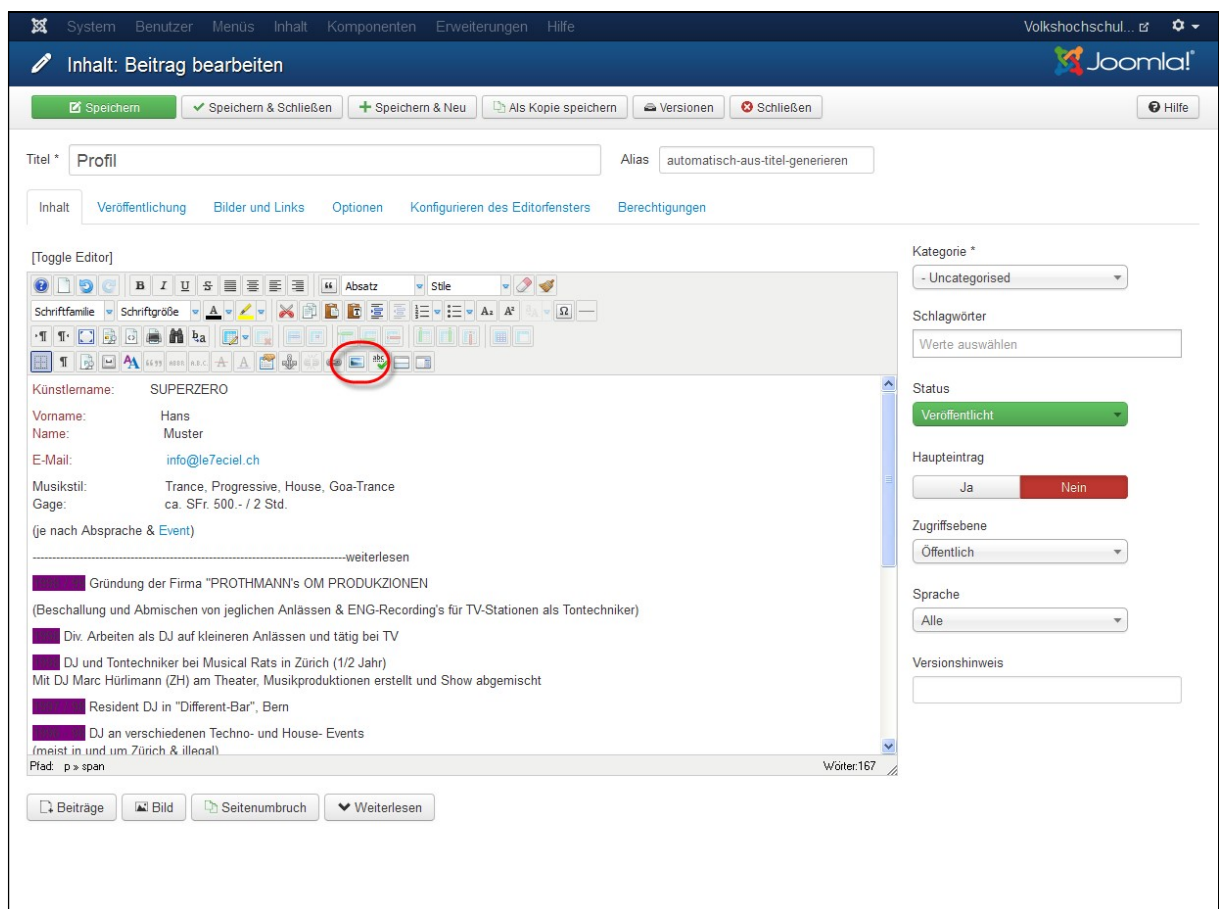 System Benutzer Menüs Inhalt Komponenten Erweiterungen Hilfe Volkshochschul...
Inhalt: Beitrag bearbeiten Joomla!
Speichern Speichern & Schließen Speichern & Neu Als Kopie speichern Versionen Schließen Hilfe
Titel * Profil Alias automatisch-aus-titel-generieren
Inhalt Veröffentlichung Bilder und Links Optionen Konfigurieren des Editorfensters Berechtigungen
[Toggle Editor]
Absatz Stile
Schriftfamilie Schriftgröße
Künstlername: SUPERZERO
Vorname: Hans
Name: Muster
E-Mail: info@le7eciel.ch
Musikstil: Trance, Progressive, House, Goa-Trance
Gage: ca. SFr. 500.- / 2 Std.
(je nach Absprache & Event)
--------------------------------------------------------------------------------weiterlesen
Gründung der Firma "PROTHMANN's OM PRODUKZIONEN
(Beschallung und Abmischen von jeglichen Anlässen & ENG-Recording's für TV-Stationen als Tontechniker)
Div. Arbeiten als DJ auf kleineren Anlässen und tätig bei TV
DJ und Tontechniker bei Musical Rats in Zürich (1/2 Jahr)
Mit DJ Marc Hürlimann (ZH) am Theater, Musikproduktionen erstellt und Show abgemischt
Resident DJ in "Different-Bar", Bern
DJ an verschiedenen Techno- und House- Events
(meist in und um Zürich & illegal)
Pfad: p » span Wörter:167
Beiträge Bild Seitenumbruch Weiterlesen
Kategorie *
- Uncategorised
Schlagwörter
Werte auswählen
Status
Veröffentlicht
Haupteintrag
Ja Nein
Zugriffsebene
Öffentlich
Sprache
Alle
Versionshinweis